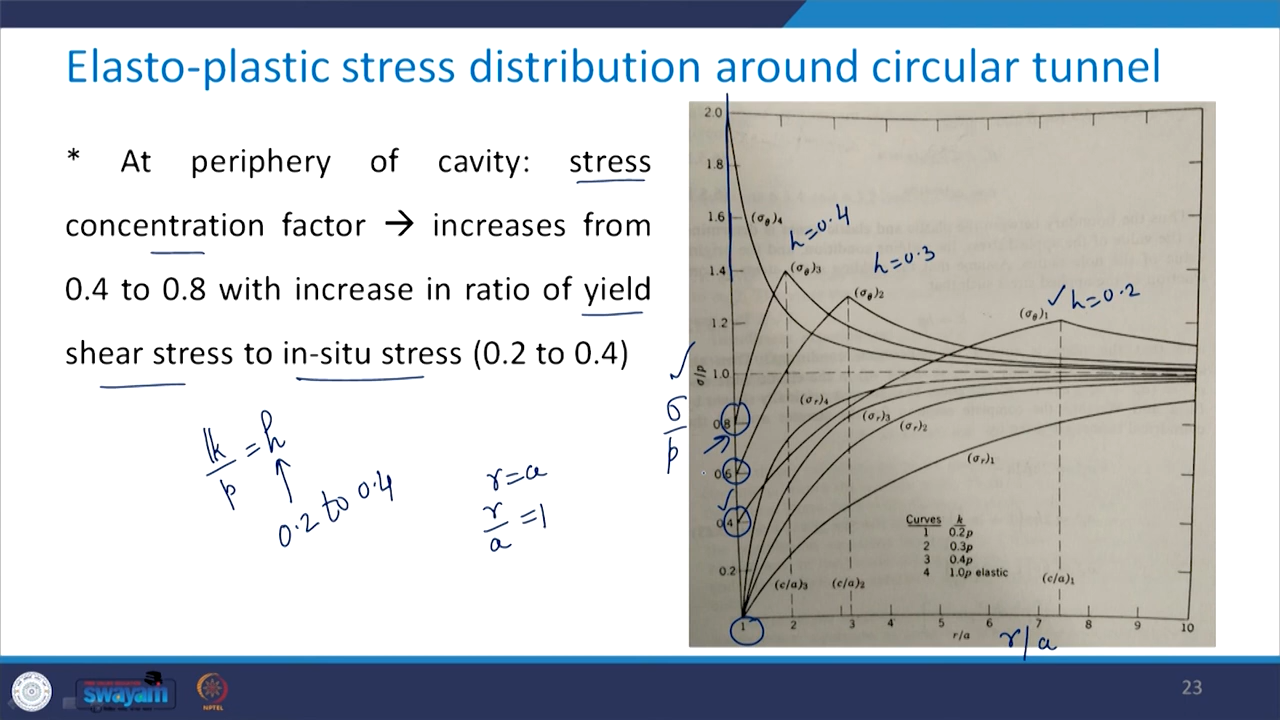 Elasto-plastic stress distribution around circular tunnel
* At periphery of cavity: stress
concentration factor → increases from
0.4 to 0.8 with increase in ratio of yield
shear stress to in-situ stress (0.2 to 0.4)
k/p = h
0.2 to 0.4
r=a
r/a = 1
σ/p
2.0
1.8
1.6
1.4
1.2
1.0
0.8
0.6
0.4
0.2
σ/p
(σθ)4
h=0.4
(σθ)3
h=0.3
(σθ)2
(σθ)1
h=0.2
(σr)4
(σr)3
(σr)2
(σr)1
Curves k
1 0.2p
2 0.3p
3 0.4p
4 1.0p elastic
(c/a)3 (c/a)2 (c/a)1
1 2 3 4 5 6 7 8 9 10
r/a
r/a
swayam
NPTEL
23